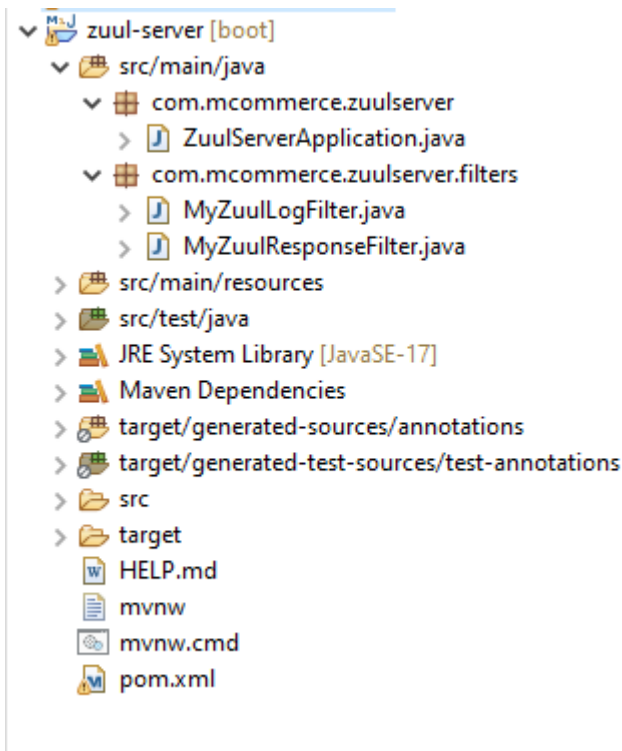 zuul-server [boot]
src/main/java
com.mcommerce.zuulserver
ZuulServerApplication.java
com.mcommerce.zuulserver.filters
MyZuulLogFilter.java
MyZuulResponseFilter.java
src/main/resources
src/test/java
JRE System Library [JavaSE-17]
Maven Dependencies
target/generated-sources/annotations
target/generated-test-sources/test-annotations
src
target
HELP.md
mvnw
mvnw.cmd
pom.xml